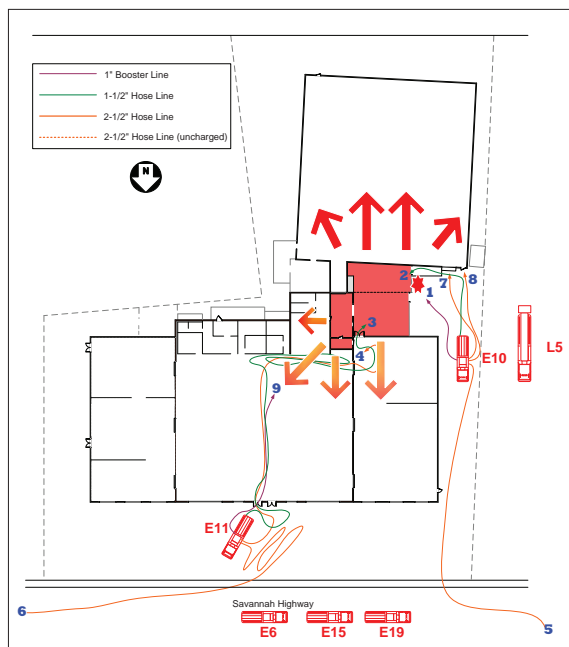 1" Booster Line
1-1/2" Hose Line
2-1/2" Hose Line
2-1/2" Hose Line (uncharged)
N
2
7
8
1
3
4
E10
L5
9
E11
6
Savannah Highway
5
E6
E15
E19